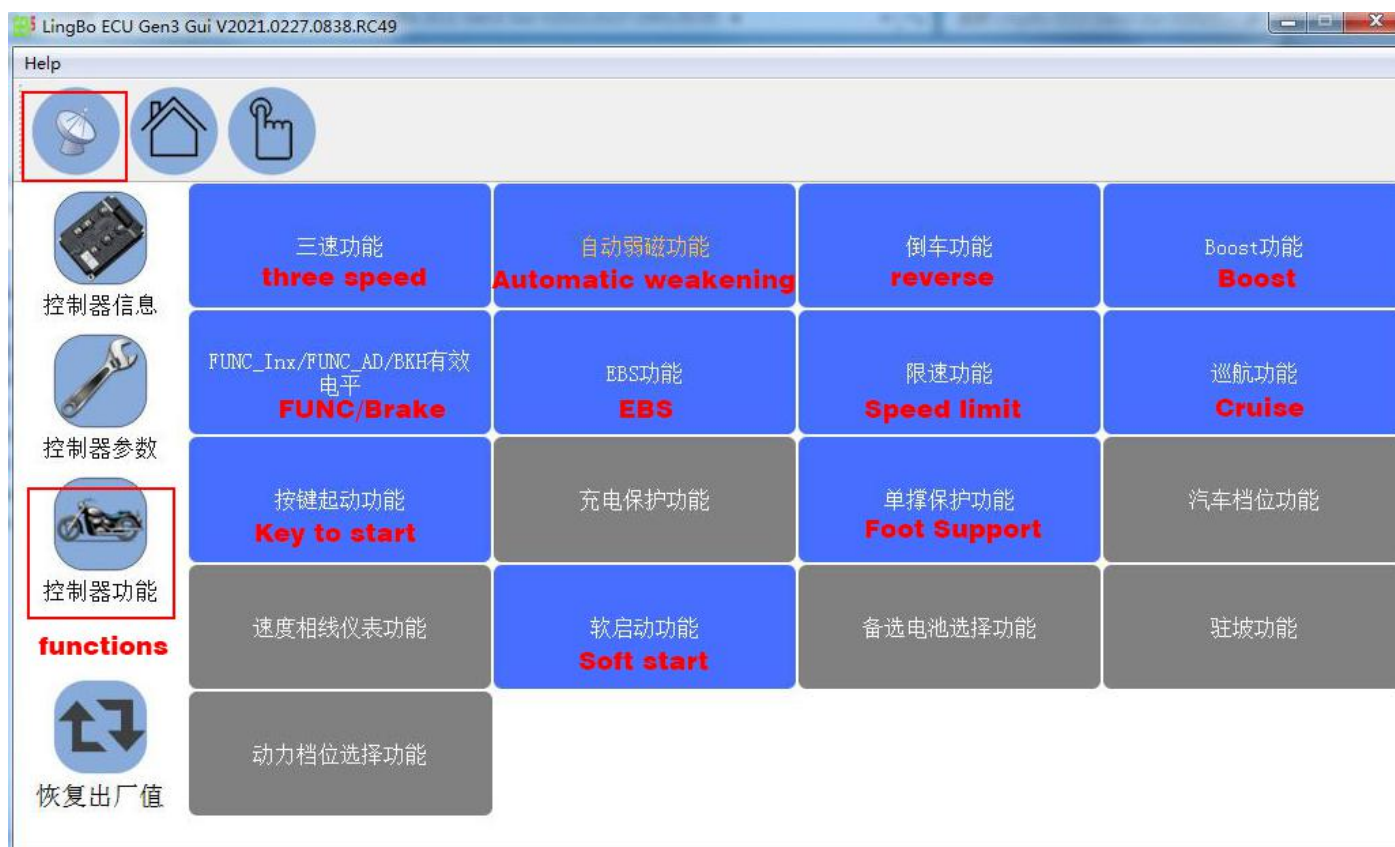 LingBo ECU Gen3 Gui V2021.0227.0838.RC49
Help
控制器信息
控制器参数
控制器功能
functions
恢复出厂值
三速功能
three speed
自动弱磁功能
Automatic weakening
倒车功能
reverse
Boost功能
Boost
FUNC_Inx/FUNC_AD/BKH有效
电平
FUNC/Brake
EBS功能
EBS
限速功能
Speed limit
巡航功能
Cruise
按键起动功能
Key to start
充电保护功能
单撑保护功能
Foot Support
汽车档位功能
速度相线仪表功能
软启动功能
Soft start
备选电池选择功能
驻坡功能
动力档位选择功能